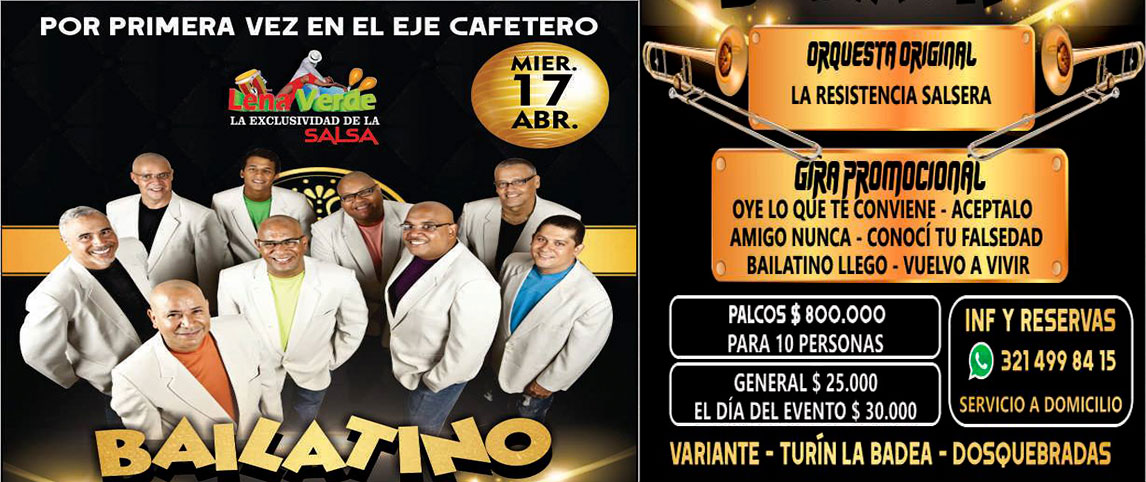 POR PRIMERA VEZ EN EL EJE CAFETERO
MIER.
17
ABR.
Leña Verde
LA EXCLUSIVIDAD DE LA
SALSA
BAILATINO
ORQUESTA ORIGINAL
LA RESISTENCIA SALSERA
GIRA PROMOCIONAL
OYE LO QUE TE CONVIENE - ACEPTALO
AMIGO NUNCA - CONOCÍ TU FALSEDAD
BAILATINO LLEGO - VUELVO A VIVIR
PALCOS $ 800.000
PARA 10 PERSONAS
GENERAL $ 25.000
EL DÍA DEL EVENTO $ 30.000
INF Y RESERVAS
321 499 84 15
SERVICIO A DOMICILIO
VARIANTE - TURÍN LA BADEA - DOSQUEBRADAS